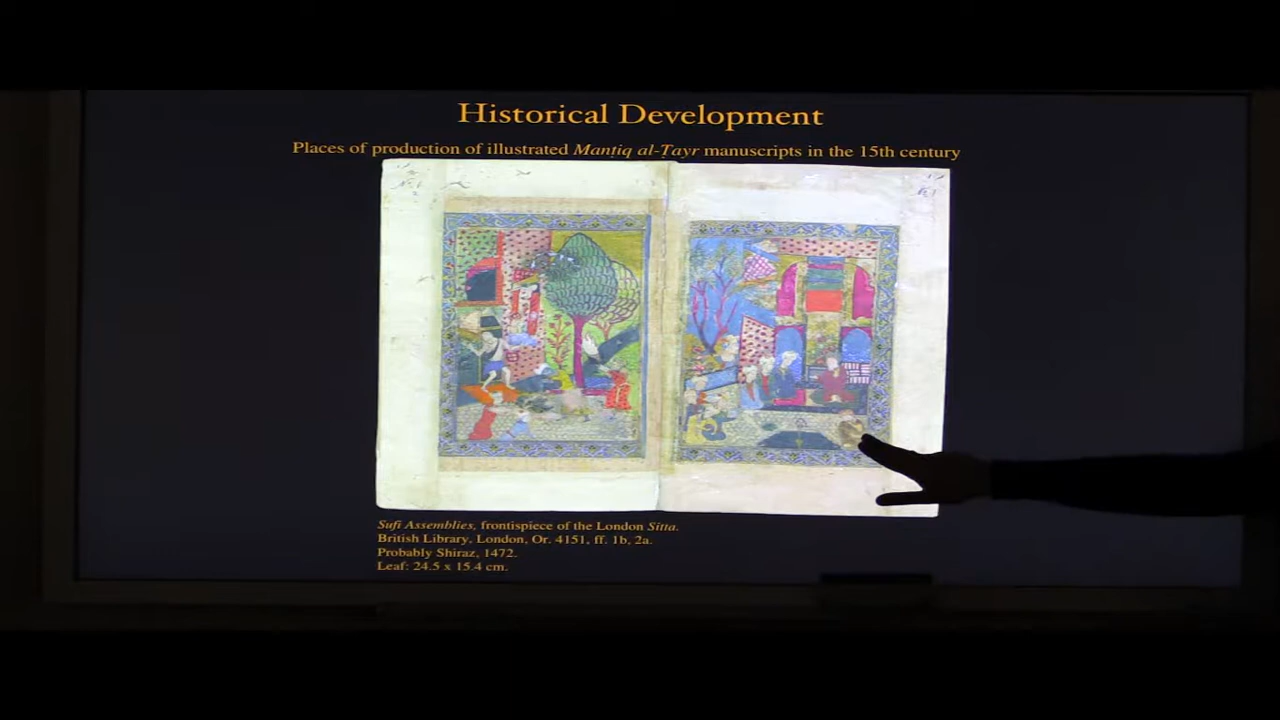 Historical Development
Places of production of illustrated Manṭiq al-Ṭayr manuscripts in the 15th century
Sufi Assemblies, frontispiece of the London Sitta.
British Library, London, Or. 4151, ff. 1b, 2a.
Probably Shiraz, 1472.
Leaf: 24.5 x 15.4 cm.